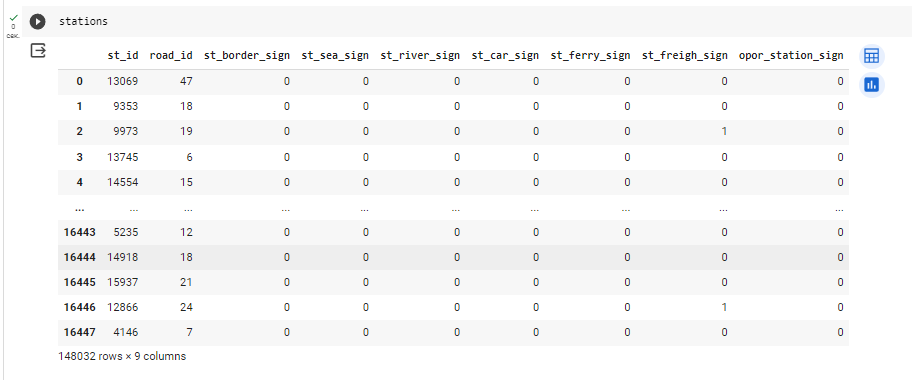 stations
0
сек.
st_id road_id st_border_sign st_sea_sign st_river_sign st_car_sign st_ferry_sign st_freigh_sign opor_station_sign
0 13069 47 0 0 0 0 0 0 0
1 9353 18 0 0 0 0 0 0 0
2 9973 19 0 0 0 0 0 1 0
3 13745 6 0 0 0 0 0 0 0
4 14554 15 0 0 0 0 0 0 0
... ... ... ... ... ... ... ... ... ...
16443 5235 12 0 0 0 0 0 0 0
16444 14918 18 0 0 0 0 0 0 0
16445 15937 21 0 0 0 0 0 0 0
16446 12866 24 0 0 0 0 0 1 0
16447 4146 7 0 0 0 0 0 0 0
148032 rows × 9 columns